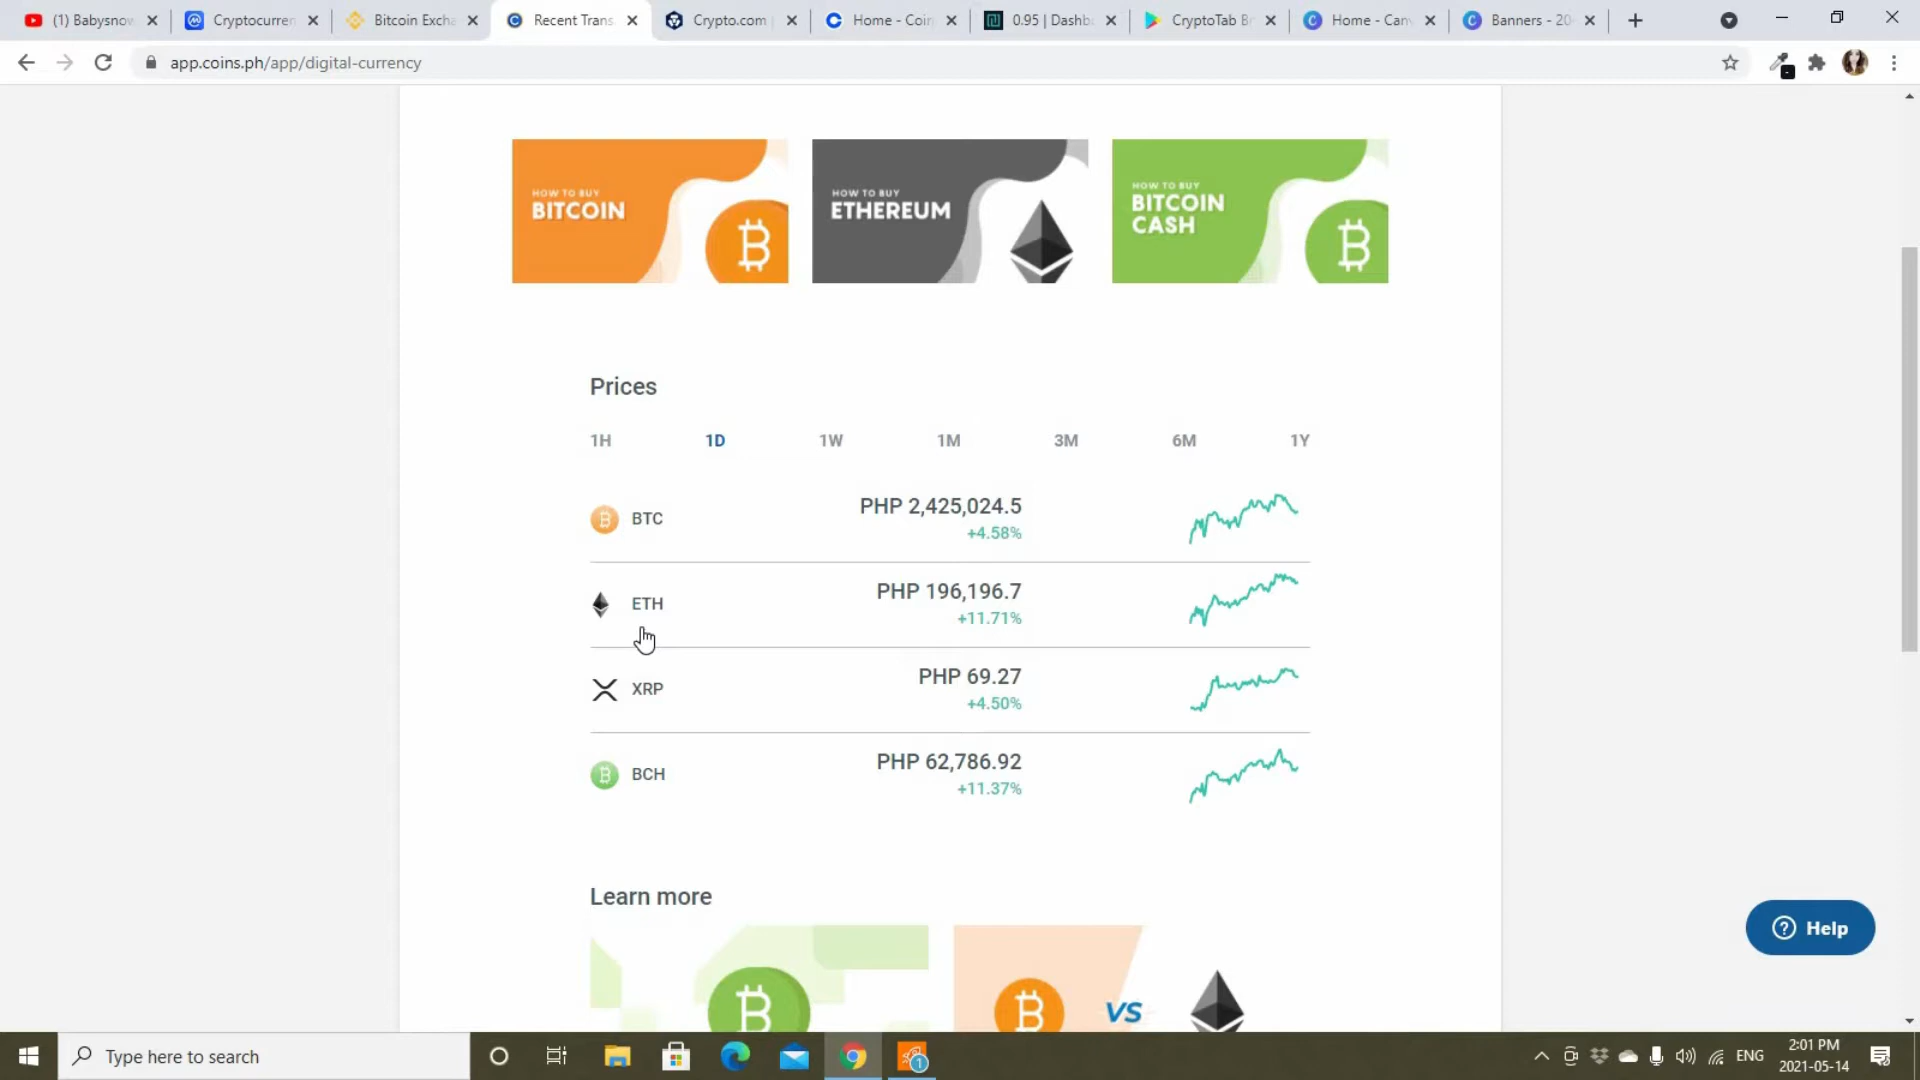 (1) Babysnow
Cryptocurren
Bitcoin Excha
Recent Trans
Crypto.com
Home - Coin
0.95 | Dashb
CryptoTab Br
Home - Can
Banners - 20
app.coins.ph/app/digital-currency
HOW TO BUY
BITCOIN
HOW TO BUY
ETHEREUM
HOW TO BUY
BITCOIN
CASH
Prices
1H 1D 1W 1M 3M 6M 1Y
BTC PHP 2,425,024.5
+4.58%
ETH PHP 196,196.7
+11.71%
XRP PHP 69.27
+4.50%
BCH PHP 62,786.92
+11.37%
Learn more
VS
Help
Type here to search
1
ENG
2:01 PM
2021-05-14